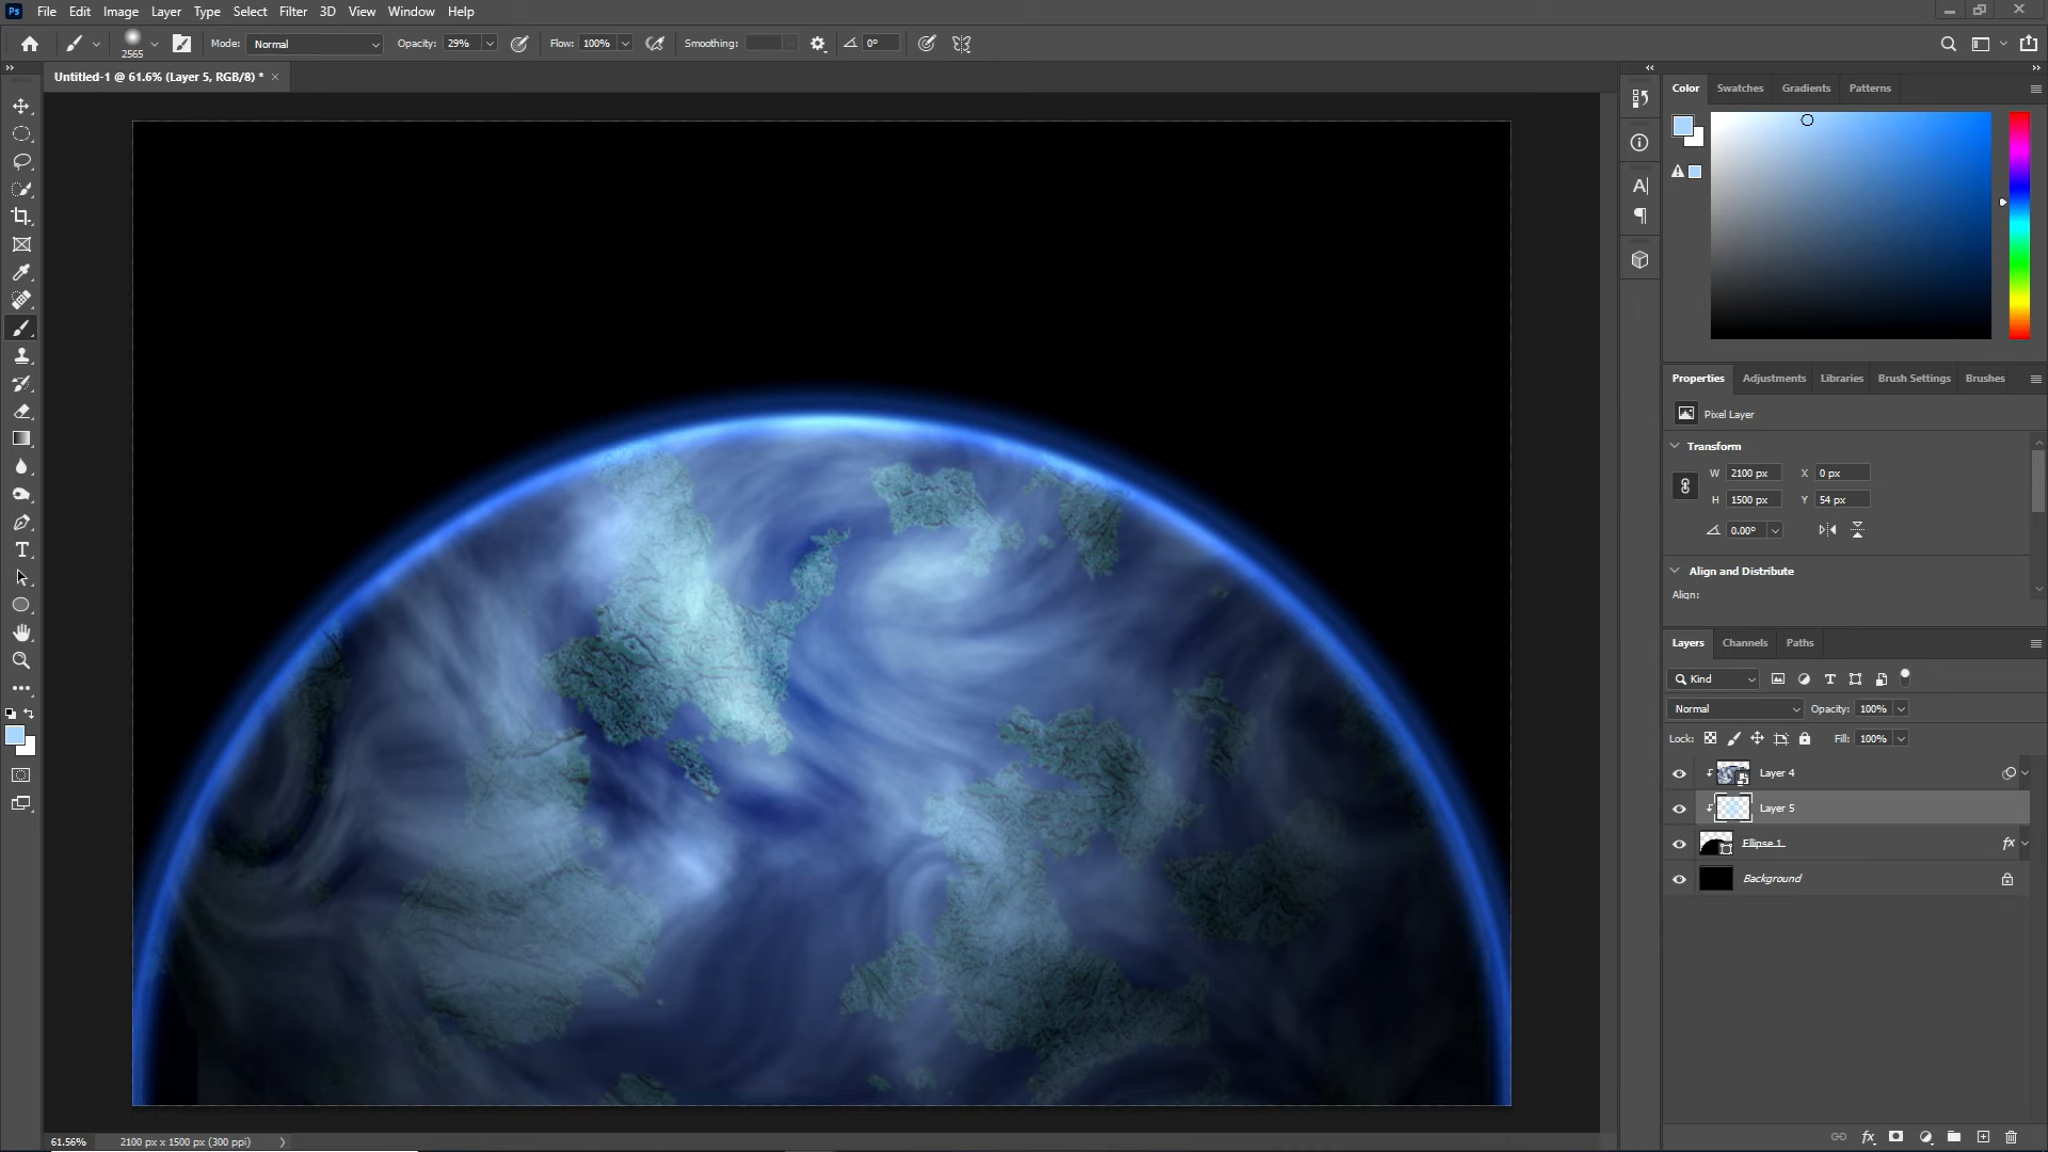 Ps File Edit Image Layer Type Select Filter 3D View Window Help
2565 Mode: Normal Opacity: 29% Flow: 100% Smoothing: 0°
Untitled-1 @ 61.6% (Layer 5, RGB/8) * ×
Color Swatches Gradients Patterns
Properties Adjustments Libraries Brush Settings Brushes
Pixel Layer
Transform
W 2100 px X 0 px
H 1500 px Y 54 px
0.00°
Align and Distribute
Align:
Layers Channels Paths
Kind
Normal Opacity: 100%
Lock: Fill: 100%
Layer 4
Layer 5
Ellipse 1 fx
Background
61.56% 2100 px x 1500 px (300 ppi)
fx